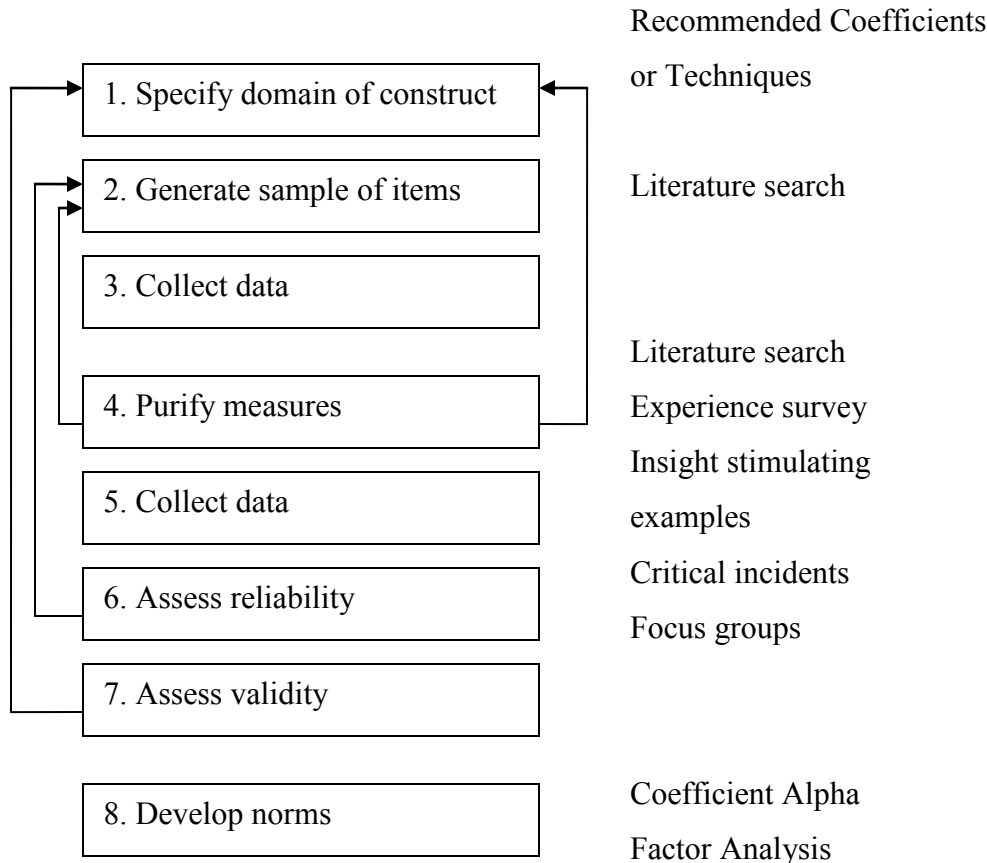 Recommended Coefficients
or Techniques
1. Specify domain of construct
2. Generate sample of items
Literature search
3. Collect data
Literature search
4. Purify measures
Experience survey
Insight stimulating
5. Collect data
examples
6. Assess reliability
Critical incidents
Focus groups
7. Assess validity
8. Develop norms
Coefficient Alpha
Factor Analysis